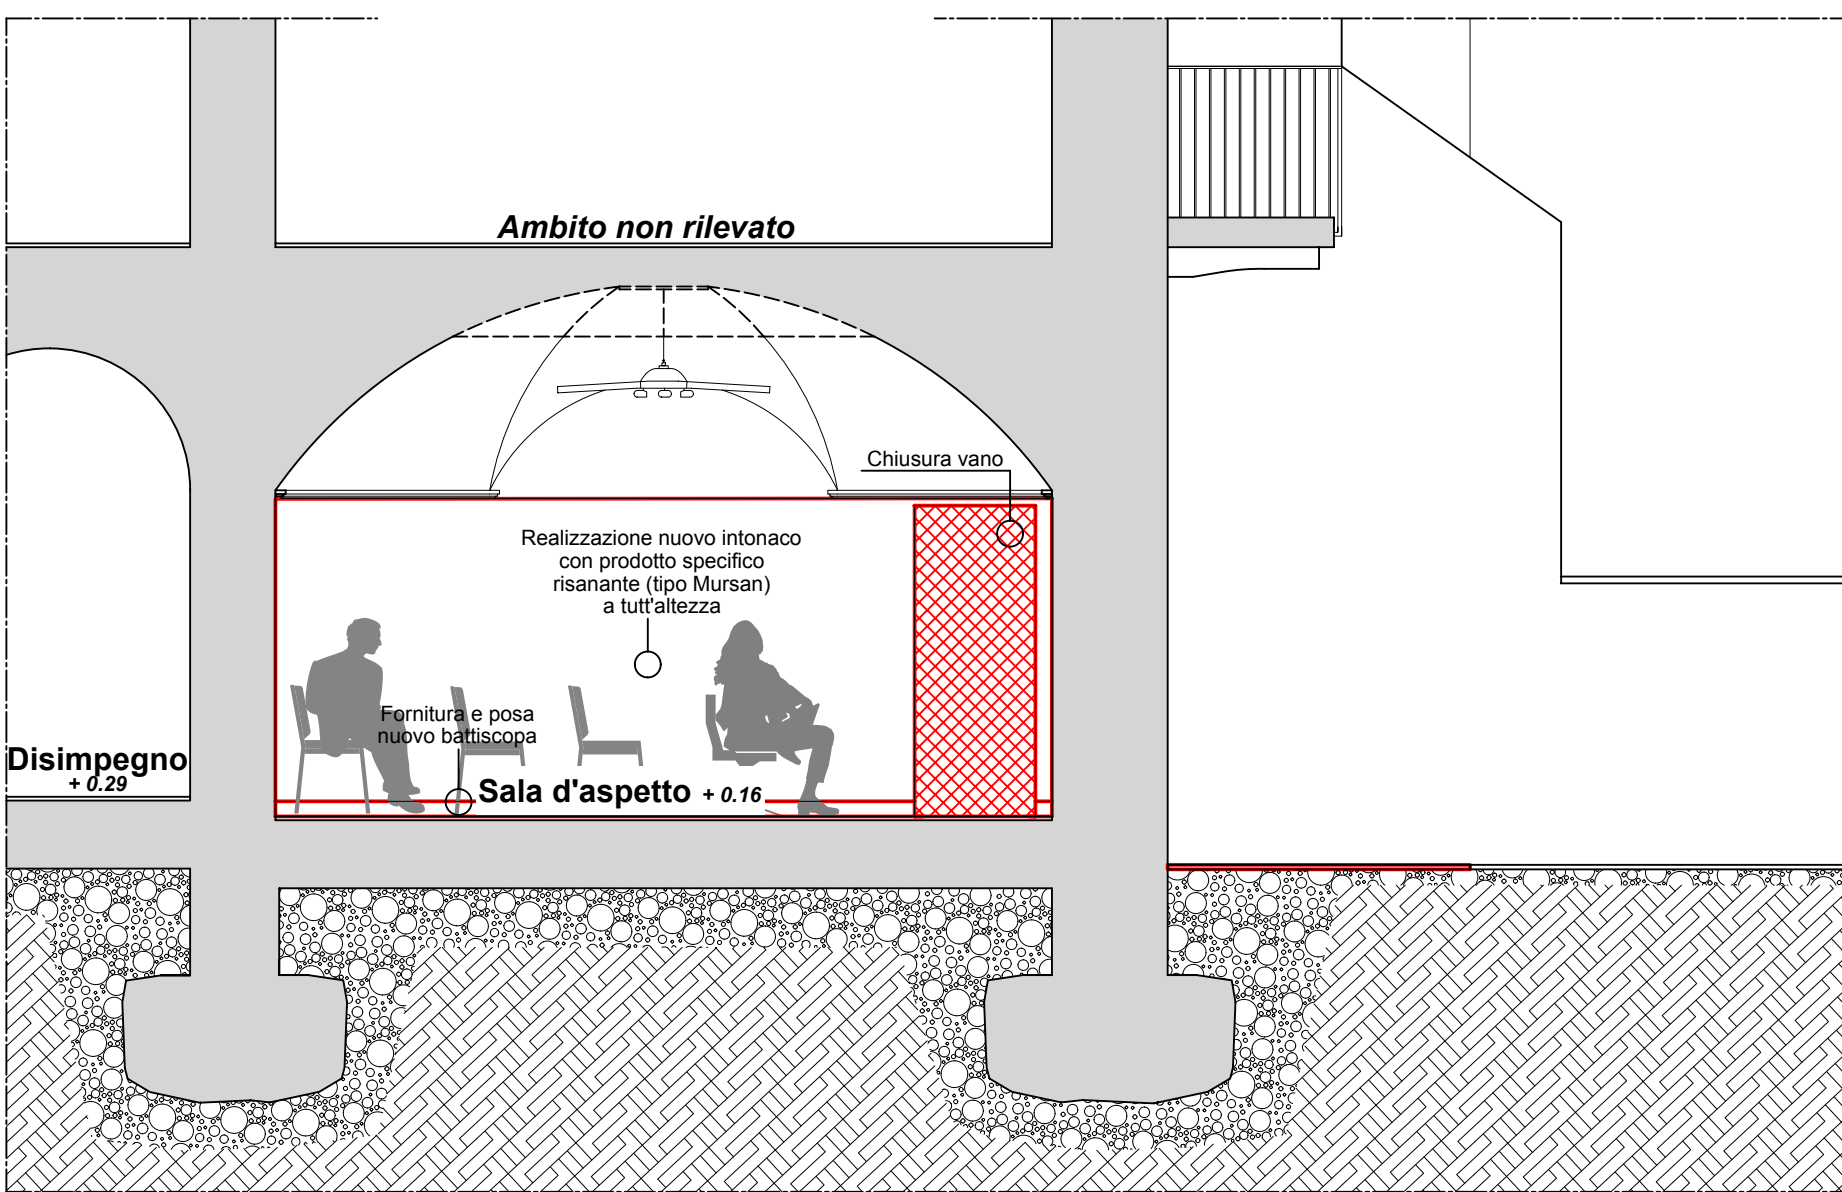 Ambito non rilevato
Chiusura vano
Realizzazione nuovo intonaco
con prodotto specifico
risanante (tipo Mursan)
a tutt'altezza
Fornitura e posa
nuovo battiscopa
Disimpegno
+ 0.29
Sala d'aspetto + 0.16